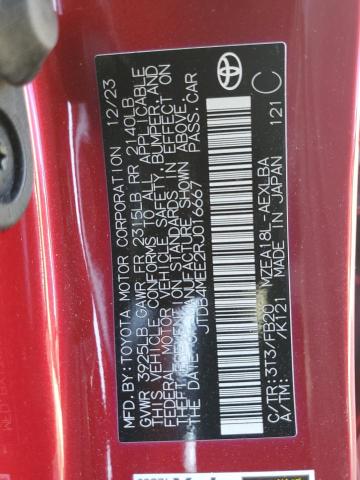 MFD.BY:TOYOTA MOTOR CORPORATION 12/23
GVWR 3925LB GAWR FR 2315LB RR 2140LB
THIS VEHICLE CONFORMS TO ALL APPLICABLE
FEDERAL MOTOR VEHICLE SAFETY, BUMPER, AND
THEFT PREVENTION STANDARDS IN EFFECT ON
THE DATE OF MANUFACTURE SHOWN ABOVE.
JTDB4MEE2RJ016667 PASS.CAR
C/TR: 3T3/FB20 MZEA18L-AEXLBA
A/TM: /K121 MADE IN JAPAN 121 C
TOYOTA